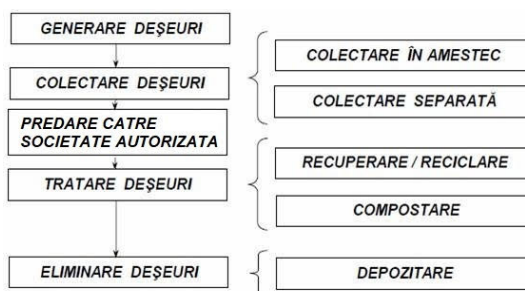 GENERARE DEŞEURI
COLECTARE DEŞEURI
COLECTARE ÎN AMESTEC
COLECTARE SEPARATĂ
PREDARE CATRE
SOCIETATE AUTORIZATA
TRATARE DEŞEURI
RECUPERARE / RECICLARE
COMPOSTARE
ELIMINARE DEŞEURI
DEPOZITARE